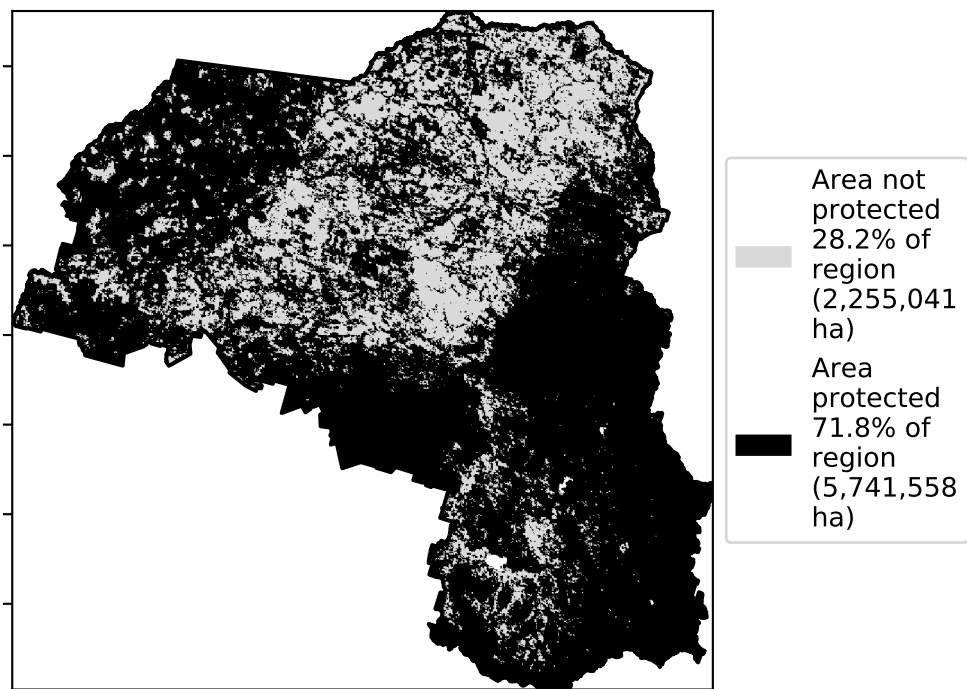 Area not
protected
28.2% of
region
(2,255,041
ha)
Area
protected
71.8% of
region
(5,741,558
ha)